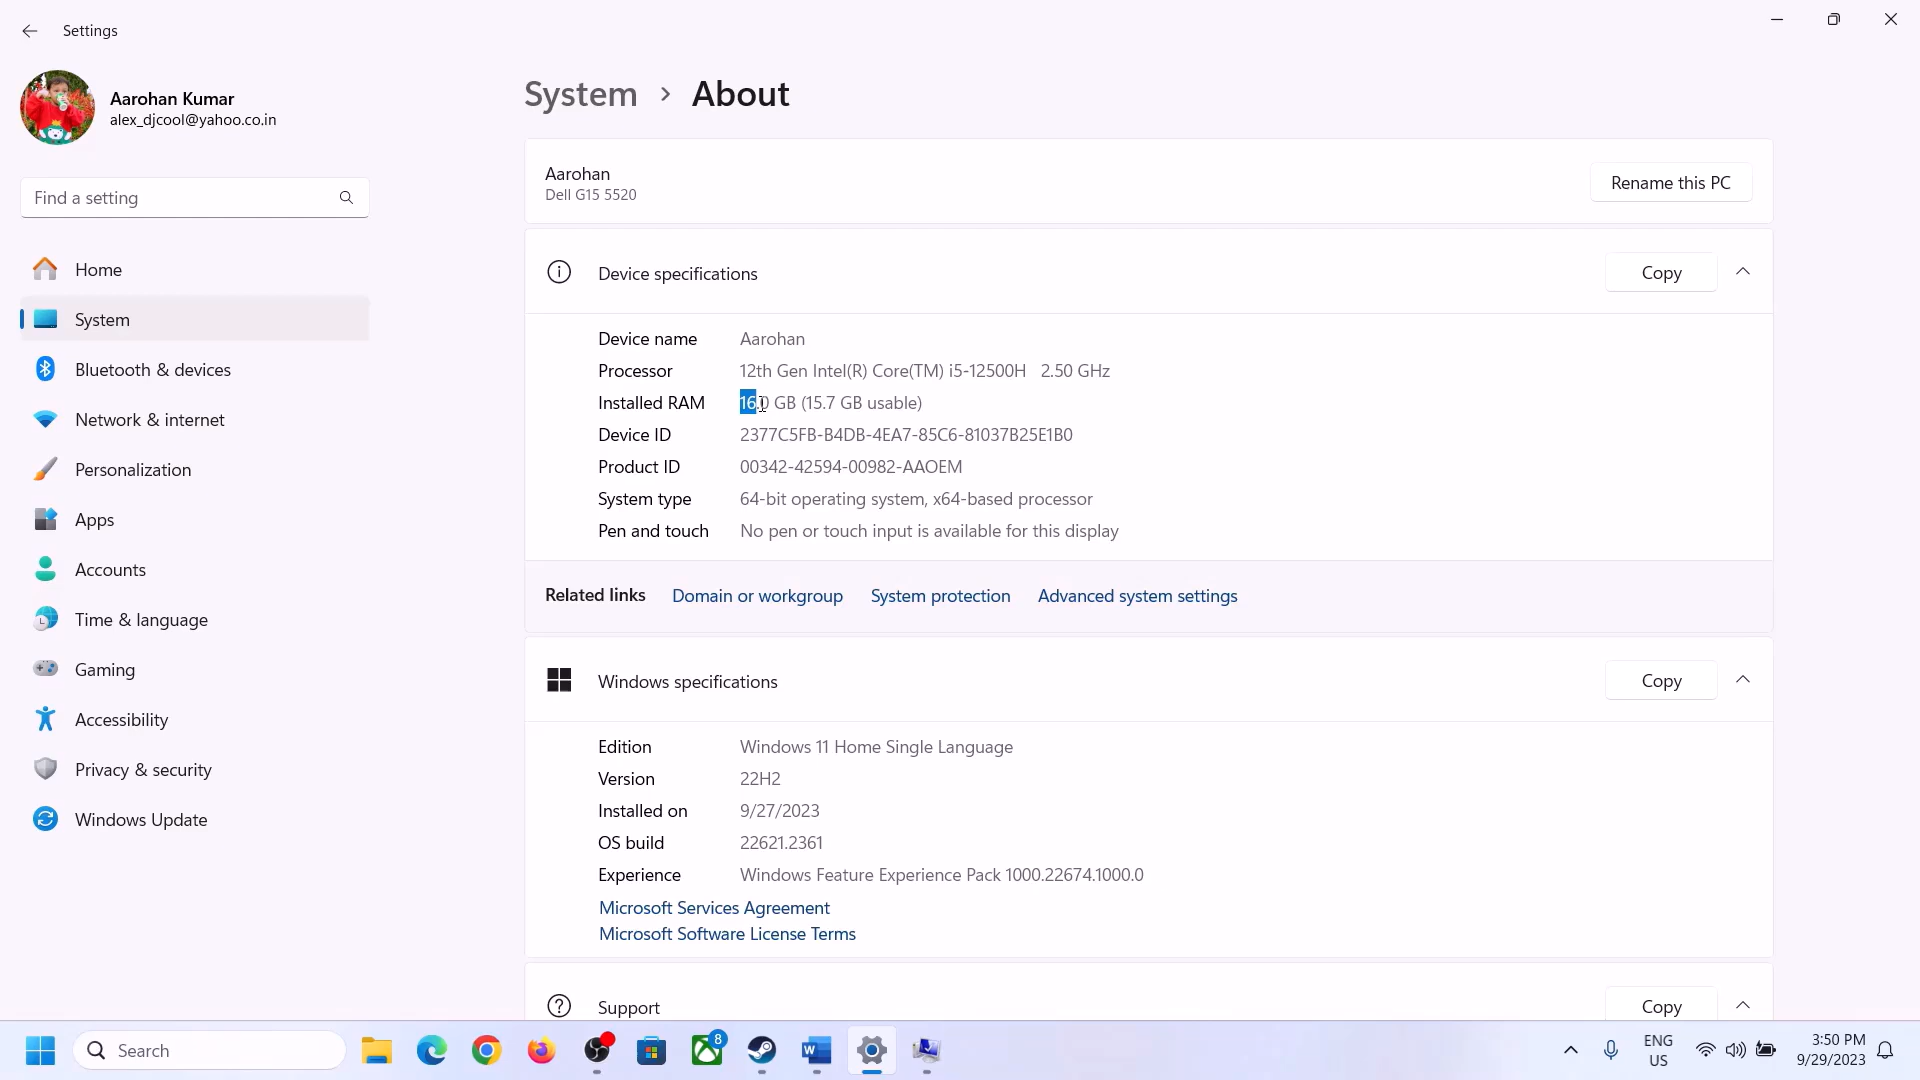 Settings
Aarohan Kumar
alex_djcool@yahoo.co.in
Find a setting
Home
System
Bluetooth & devices
Network & internet
Personalization
Apps
Accounts
Time & language
Gaming
Accessibility
Privacy & security
Windows Update
System > About
Aarohan
Dell G15 5520
Rename this PC
Device specifications
Copy
Device name Aarohan
Processor 12th Gen Intel(R) Core(TM) i5-12500H 2.50 GHz
Installed RAM 16.0 GB (15.7 GB usable)
Device ID 2377C5FB-B4DB-4EA7-85C6-81037B25E1B0
Product ID 00342-42594-00982-AAOEM
System type 64-bit operating system, x64-based processor
Pen and touch No pen or touch input is available for this display
Related links Domain or workgroup System protection Advanced system settings
Windows specifications
Copy
Edition Windows 11 Home Single Language
Version 22H2
Installed on 9/27/2023
OS build 22621.2361
Experience Windows Feature Experience Pack 1000.22674.1000.0
Microsoft Services Agreement
Microsoft Software License Terms
Support
Copy
Search
8
ENG
US
3:50 PM
9/29/2023